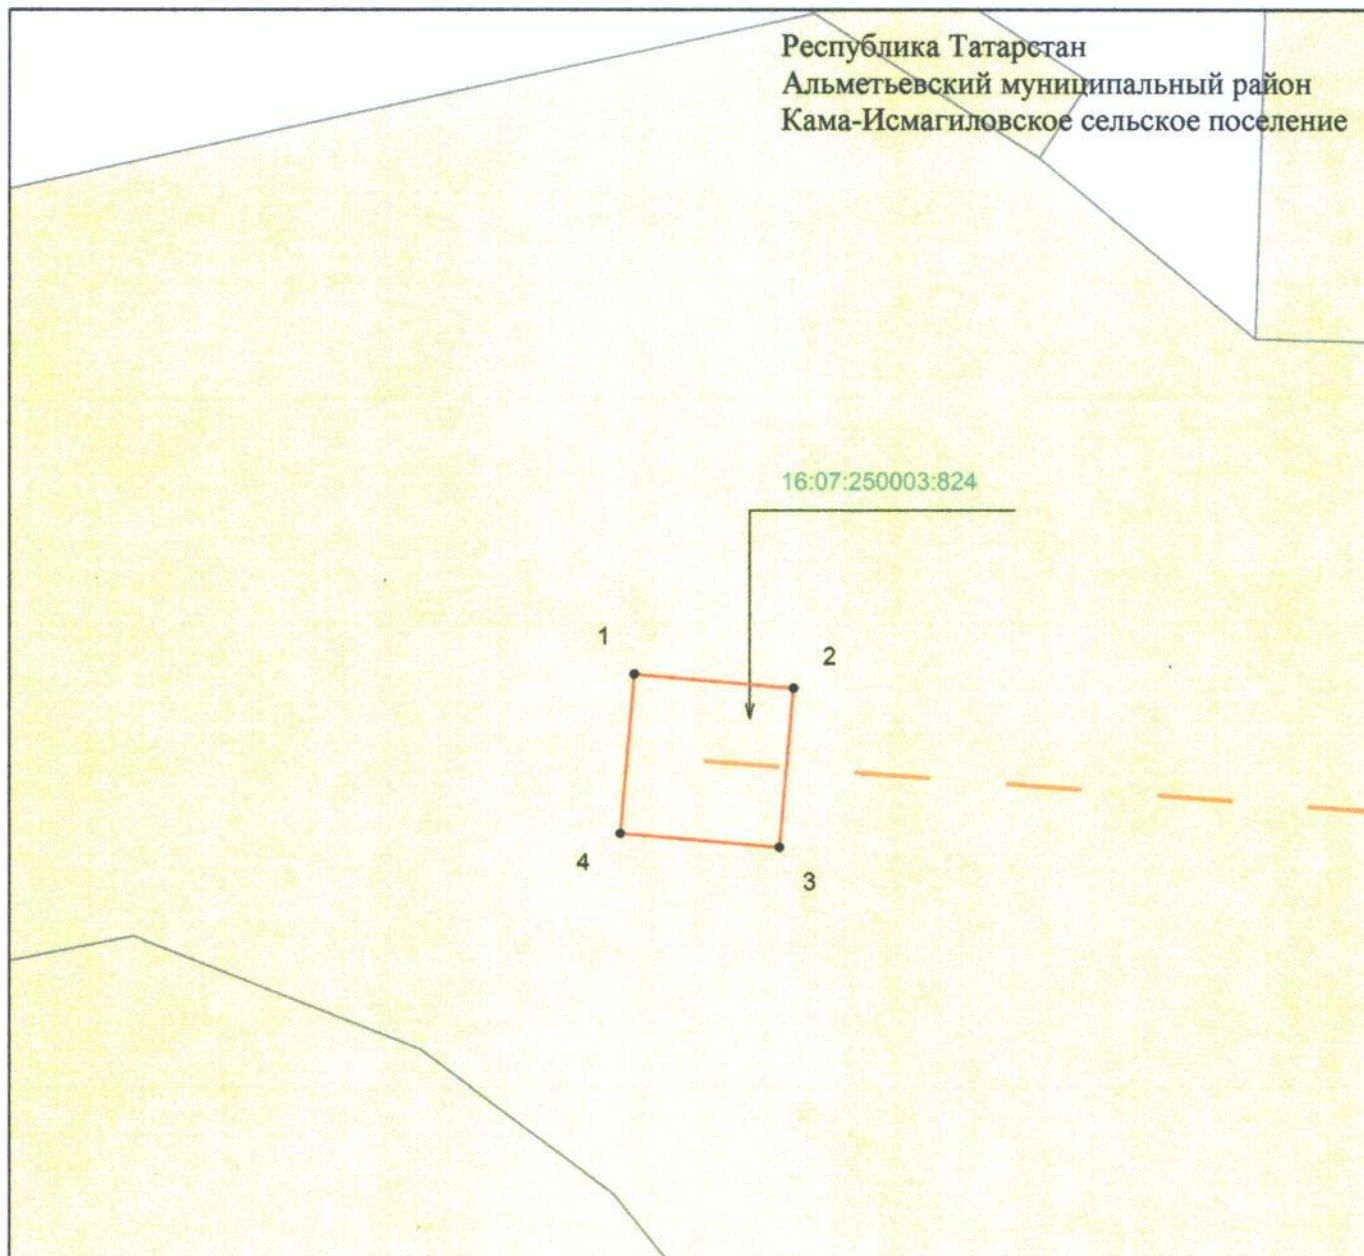 Республика Татарстан
Альметьевский муниципальный район
Кама-Исмагиловское сельское поселение
16:07:250003:824
1
2
4
3